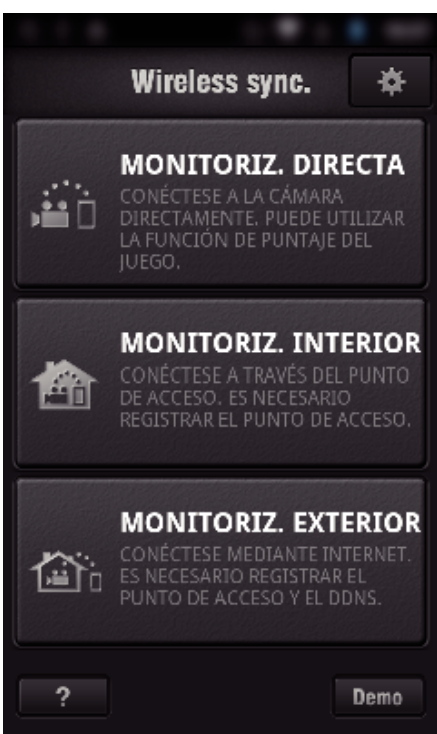 Wireless sync.
MONITORIZ. DIRECTA
CONÉCTESE A LA CÁMARA
DIRECTAMENTE. PUEDE UTILIZAR
LA FUNCIÓN DE PUNTAJE DEL
JUEGO.
MONITORIZ. INTERIOR
CONÉCTESE A TRAVÉS DEL PUNTO
DE ACCESO. ES NECESARIO
REGISTRAR EL PUNTO DE ACCESO.
MONITORIZ. EXTERIOR
CONÉCTESE MEDIANTE INTERNET.
ES NECESARIO REGISTRAR EL
PUNTO DE ACCESO Y EL DDNS.
?
Demo